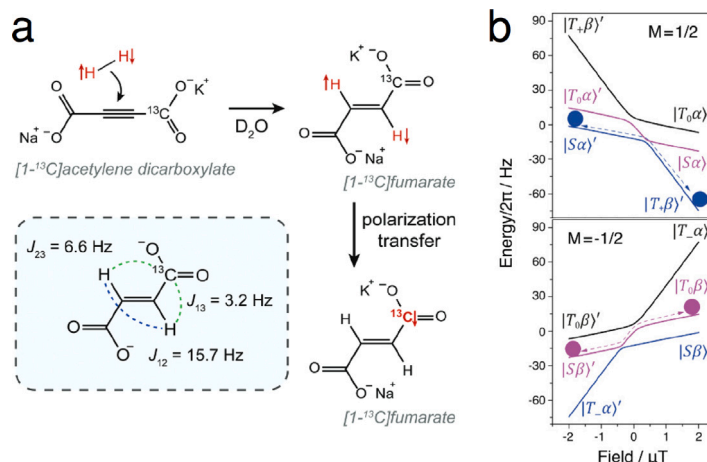 a
H H
O
O⁻K⁺
¹³C
O
O
Na⁺⁻O
D₂O
[1-¹³C]acetylene dicarboxylate
K⁺⁻O
¹³C
O
H
H
O
O⁻Na⁺
[1-¹³C]fumarate
polarization
transfer
J₂₃ = 6.6 Hz
⁻O
¹³C
O
H
J₁₃ = 3.2 Hz
O
H
O⁻
J₁₂ = 15.7 Hz
K⁺⁻O
¹³C
O
H
H
O
O⁻Na⁺
[1-¹³C]fumarate
b
|T₊β⟩′
M=1/2
|T₀α⟩′
|T₀α⟩
|Sα⟩′
|Sα⟩
|T₊β⟩′
90
60
30
0
-30
-60
Energy/2π / Hz
M=-1/2
|T₋α⟩′
|T₀β⟩′
|T₀β⟩′
|Sβ⟩′
|Sβ⟩
|T₋α⟩′
90
60
30
0
-30
-60
-2 -1 0 1 2
Field / μT